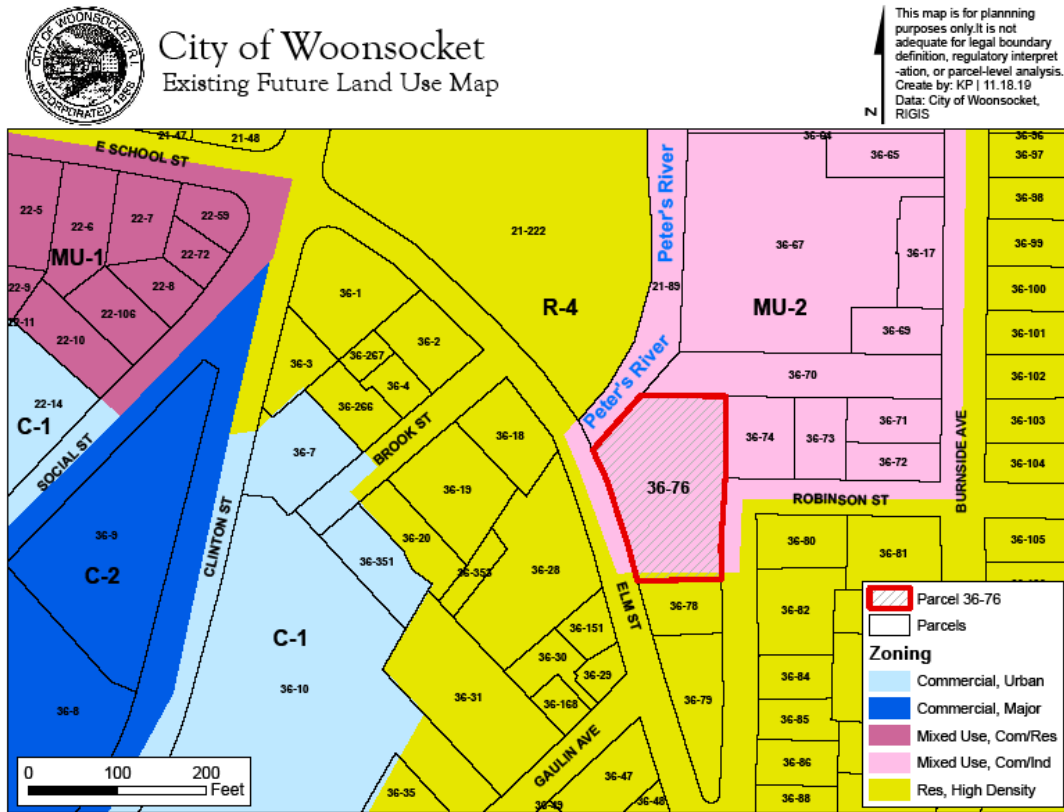 CITY OF WOONSOCKET, R.I.
INCORPORATED 1888
City of Woonsocket
Existing Future Land Use Map
This map is for plannning
purposes only.It is not
adequate for legal boundary
definition, regulatory interpret
-ation, or parcel-level analysis.
Create by: KP | 11.18.19
Data: City of Woonsocket,
RIGIS
N
21-47
21-48
E SCHOOL ST
36-64
36-65
36-96
36-97
22-5
22-6
22-7
22-59
22-72
MU-1
22-8
22-9
22-106
22-11
22-10
21-222
Peter's River
36-67
36-17
36-98
36-99
21-89
R-4
MU-2
36-100
36-69
36-101
36-1
36-2
36-267
36-3
36-4
36-266
Peter's River
36-70
36-102
22-14
C-1
SOCIAL ST
36-7
BROOK ST
36-18
36-74
36-73
36-71
36-72
36-103
36-104
36-19
36-76
ROBINSON ST
BURNSIDE AVE
CLINTON ST
36-9
C-2
36-20
36-351
36-353
36-28
36-80
36-81
36-105
ELM ST
36-78
36-82
C-1
36-10
36-151
36-30
36-29
36-168
36-31
36-79
36-84
36-85
36-8
GAULIN AVE
36-86
36-35
36-47
36-49
36-48
36-88
Parcel 36-76
Parcels
Zoning
Commercial, Urban
Commercial, Major
Mixed Use, Com/Res
Mixed Use, Com/Ind
Res, High Density
0 100 200
Feet